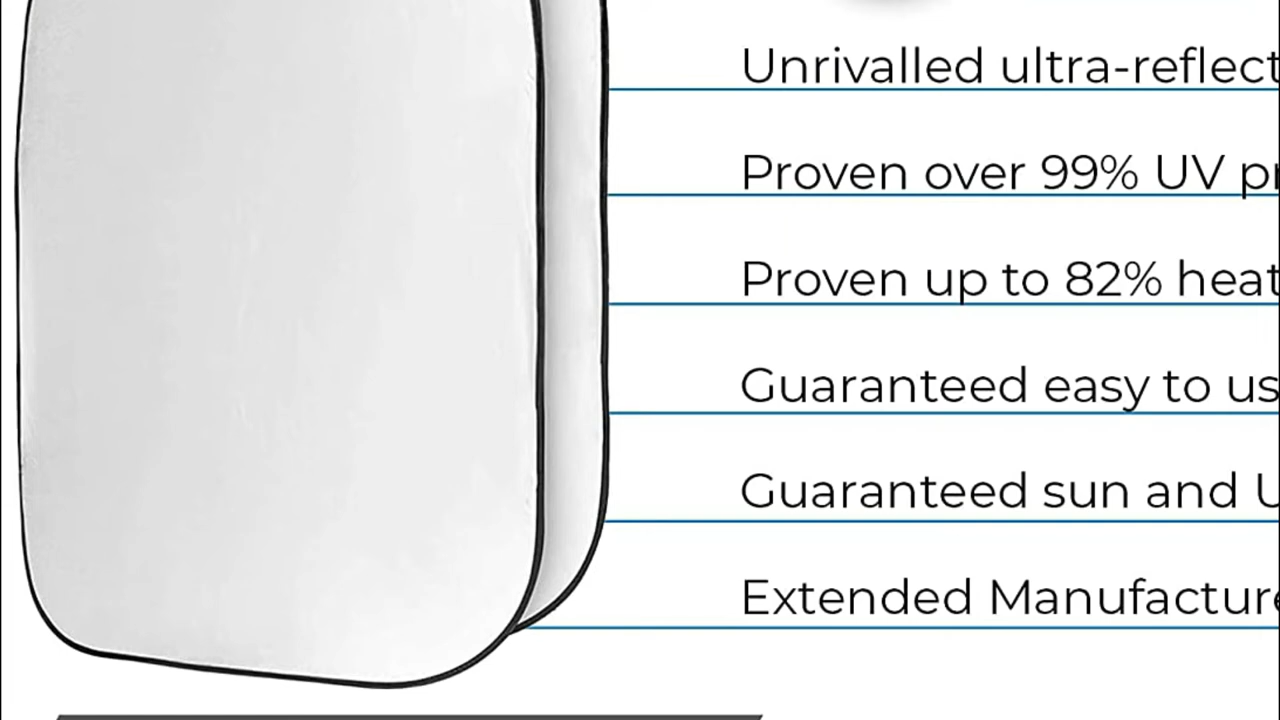 Unrivalled ultra-reflect
Proven over 99% UV pr
Proven up to 82% heat
Guaranteed easy to us
Guaranteed sun and U
Extended Manufacture